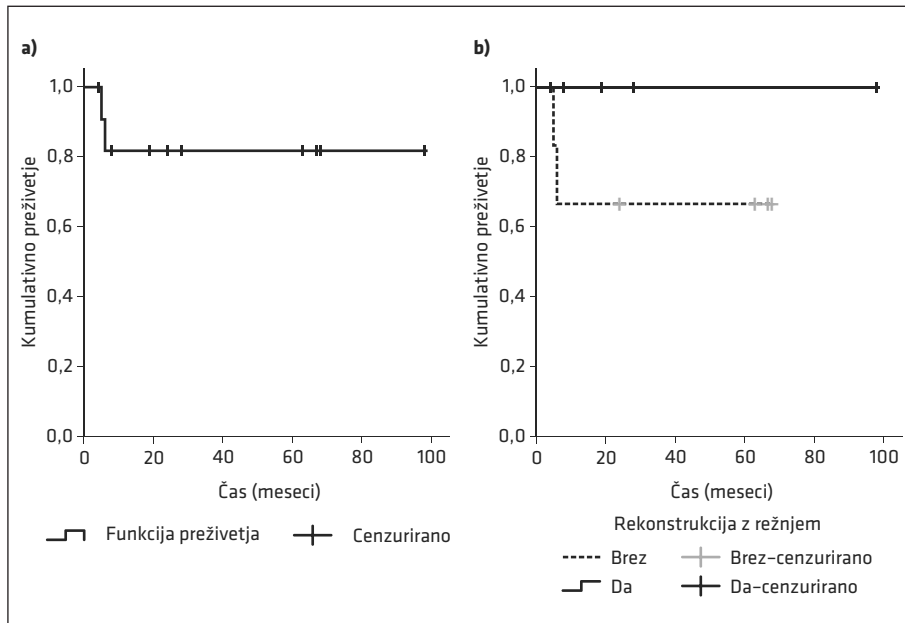 a)
Kumulativno preživetje
1,0
0,8
0,6
0,4
0,2
0,0
0 20 40 60 80 100
Čas (meseci)
Funkcija preživetja Cenzurirano
b)
Kumulativno preživetje
1,0
0,8
0,6
0,4
0,2
0,0
0 20 40 60 80 100
Čas (meseci)
Rekonstrukcija z režnjem
Brez Brez–cenzurirano
Da Da–cenzurirano